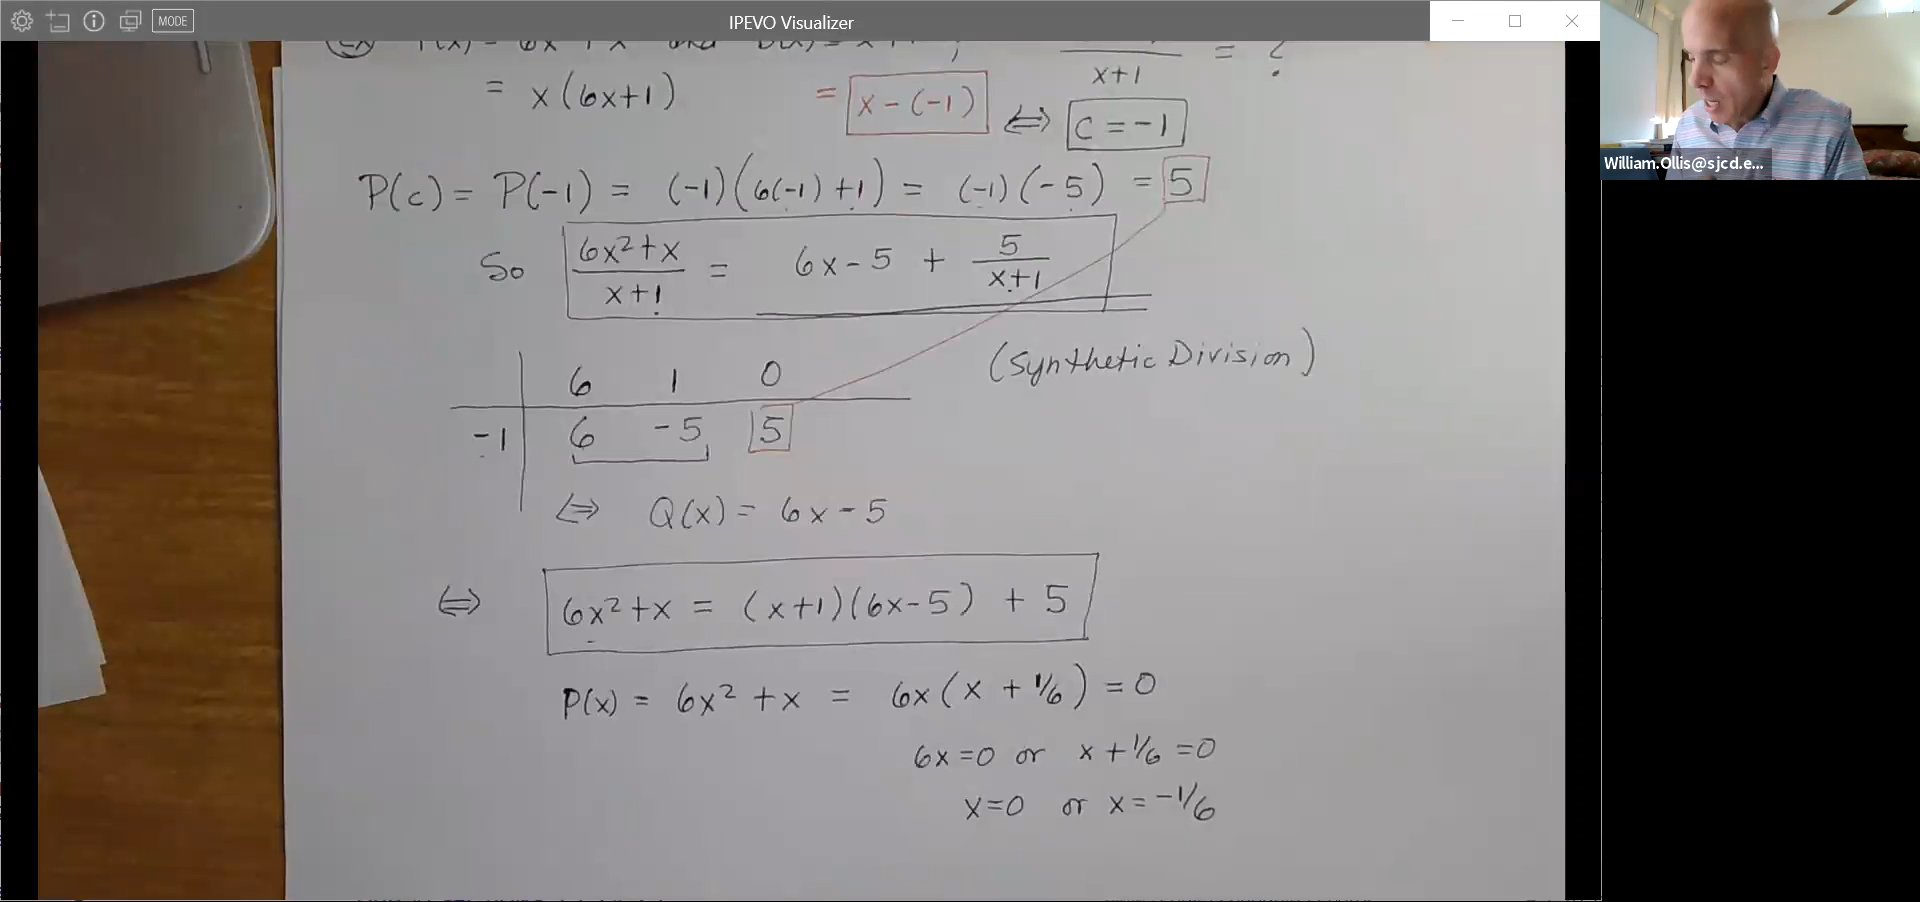 IPEVO Visualizer
MODE
William.Ollis@sjcd.e...
= x(6x+1)
= x-(-1) ⇔ c = -1
x+1 = ?
P(c) = P(-1) = (-1)(6(-1)+1) = (-1)(-5) = 5
So (6x²+x)/(x+1) = 6x-5 + 5/(x+1)
(Synthetic Division)
6 1 0
-1 6 -5 5
⇔ Q(x) = 6x-5
⇔ 6x²+x = (x+1)(6x-5) + 5
P(x) = 6x²+x = 6x(x + 1/6) = 0
6x=0 or x+1/6=0
x=0 or x=-1/6